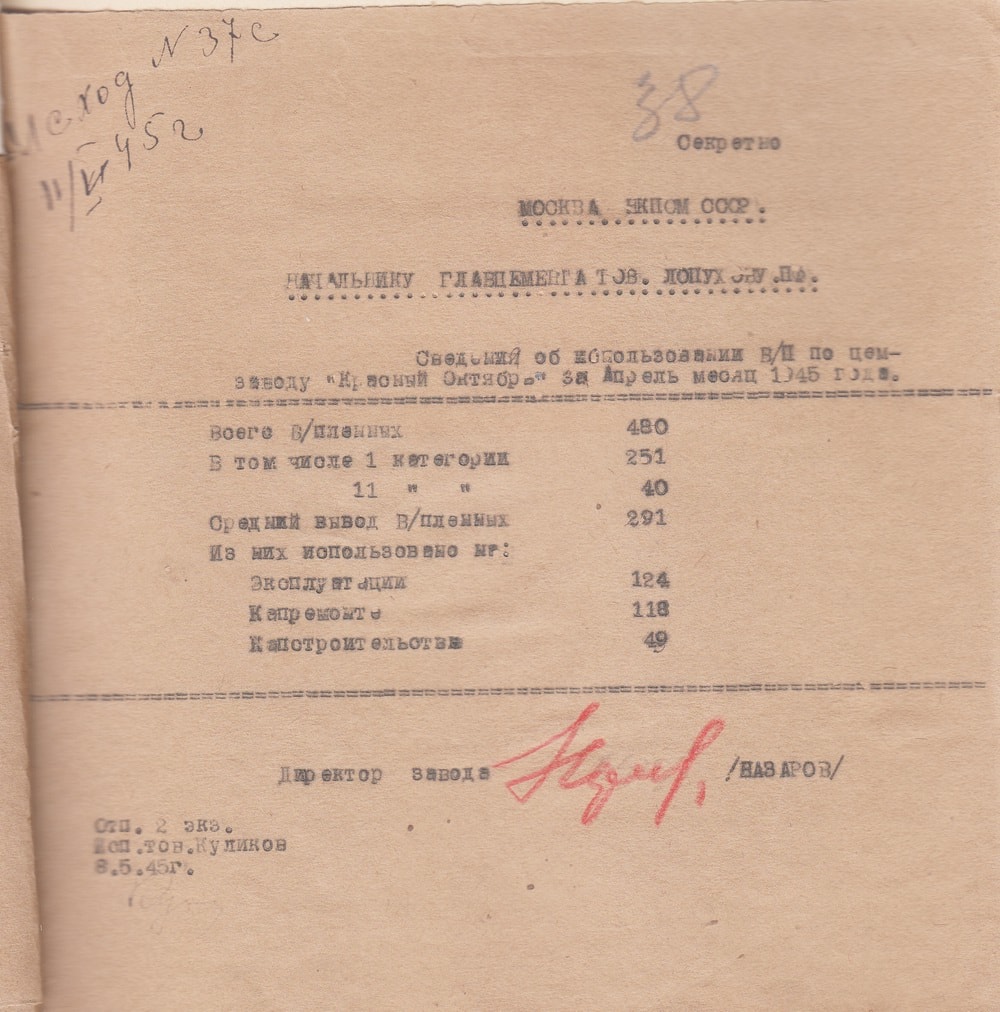 Исход N 37с
11/VI 45 г
38
Секретно
МОСКВА НКПСМ СССР.
НАЧАЛЬНИКУ ГЛАВЦЕМЕНТА ТОВ. ЛОПУХОВУ.П.Ф.
Сведений об использовании В/П по цем-
заводу "Красный Октябрь" за Апрель месяц 1945 года.
Всего В/пленных 480
В том числе 1 категории 251
11 " " 40
Средний вывод В/пленных 291
Из них использовано на:
Эксплуатации 124
Капремонте 118
Капстроительстве 49
Директор завода /НАЗАРОВ/
Отп. 2 экз.
Исп.тов.Куликов
8.5.45г.